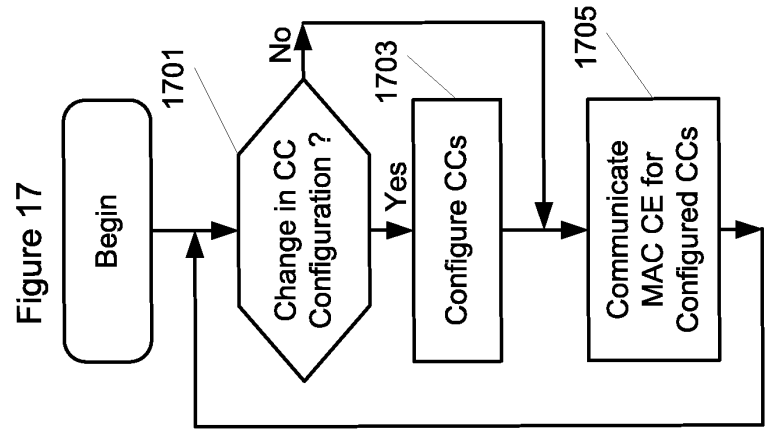 Figure 17
Begin
1701
Change in CC
Configuration ?
No
Yes
1703
Configure CCs
1705
Communicate
MAC CE for
Configured CCs